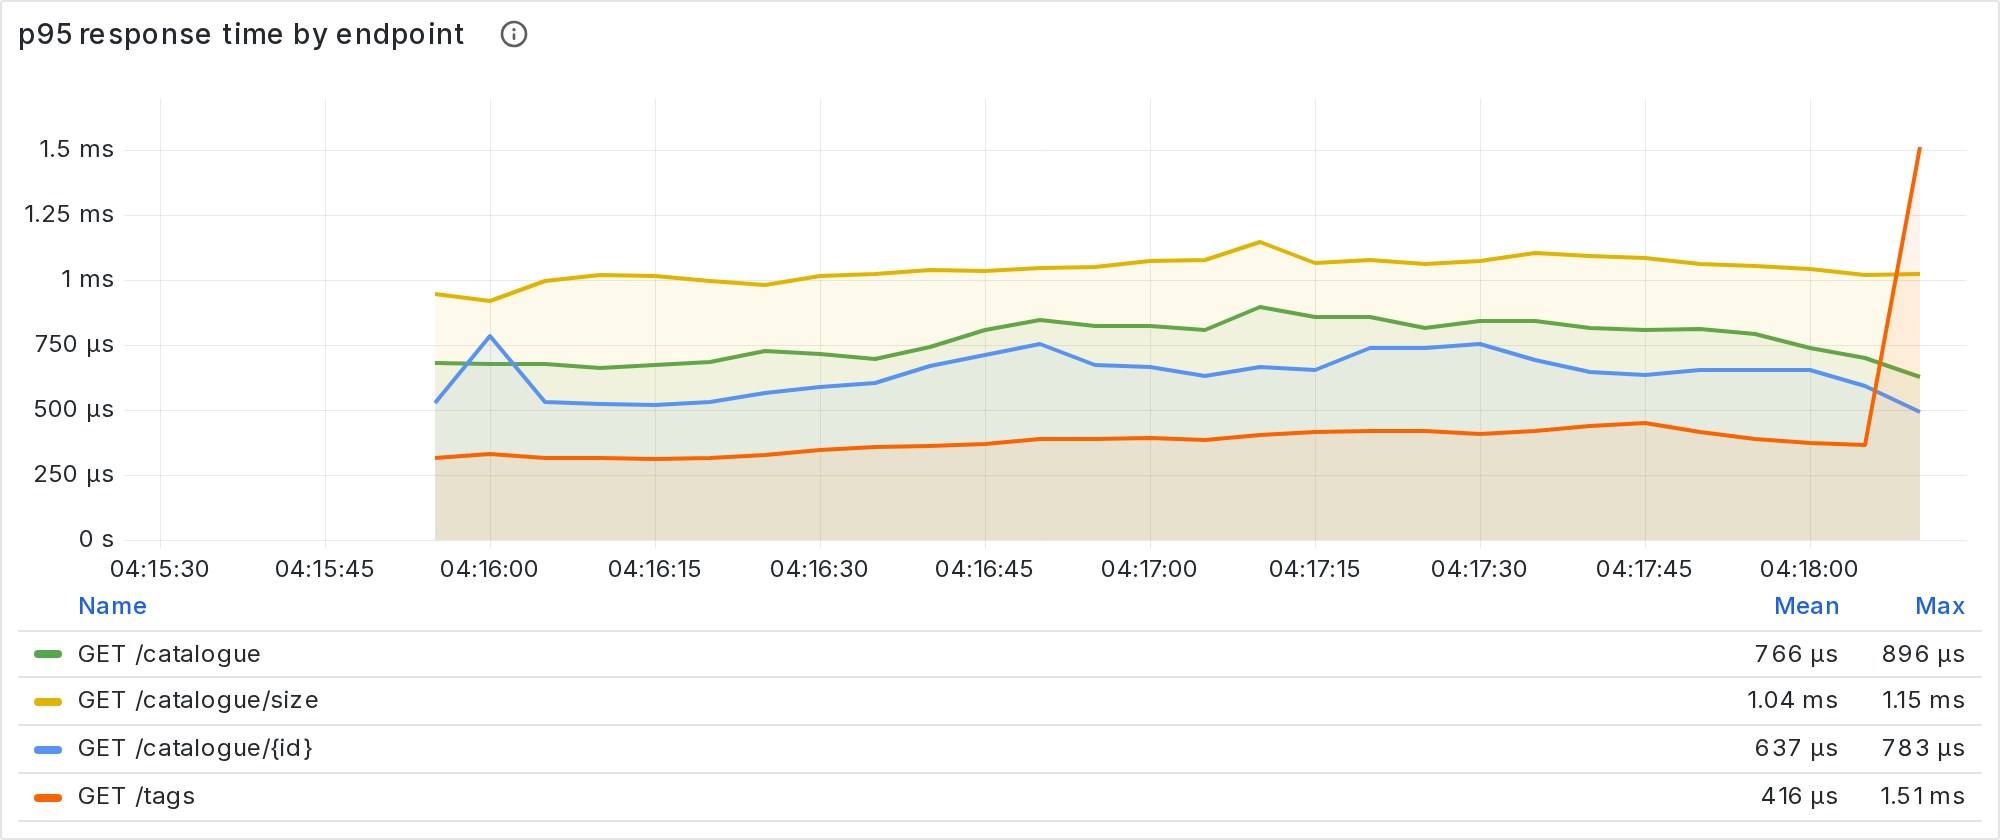 p95 response time by endpoint
1.5 ms
1.25 ms
1 ms
750 µs
500 µs
250 µs
0 s
04:15:30 04:15:45 04:16:00 04:16:15 04:16:30 04:16:45 04:17:00 04:17:15 04:17:30 04:17:45 04:18:00
Name Mean Max
GET /catalogue 766 µs 896 µs
GET /catalogue/size 1.04 ms 1.15 ms
GET /catalogue/{id} 637 µs 783 µs
GET /tags 416 µs 1.51 ms